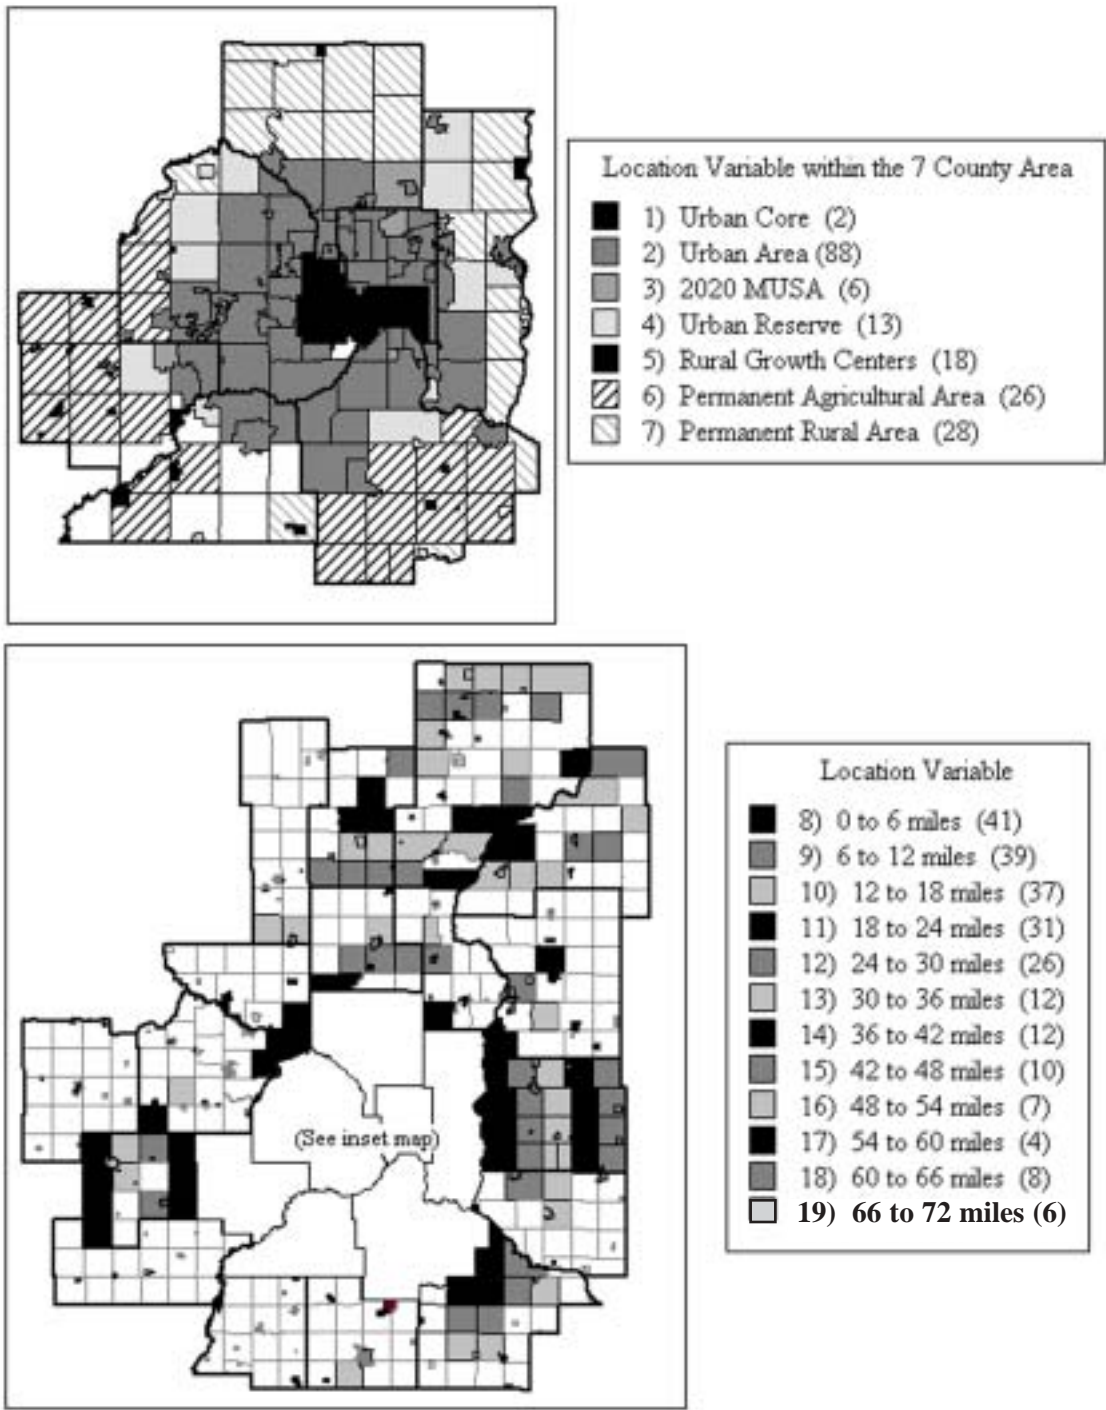 Location Variable within the 7 County Area
1) Urban Core (2)
2) Urban Area (88)
3) 2020 MUSA (6)
4) Urban Reserve (13)
5) Rural Growth Centers (18)
6) Permanent Agricultural Area (26)
7) Permanent Rural Area (28)
(See inset map)
Location Variable
8) 0 to 6 miles (41)
9) 6 to 12 miles (39)
10) 12 to 18 miles (37)
11) 18 to 24 miles (31)
12) 24 to 30 miles (26)
13) 30 to 36 miles (12)
14) 36 to 42 miles (12)
15) 42 to 48 miles (10)
16) 48 to 54 miles (7)
17) 54 to 60 miles (4)
18) 60 to 66 miles (8)
19) 66 to 72 miles (6)